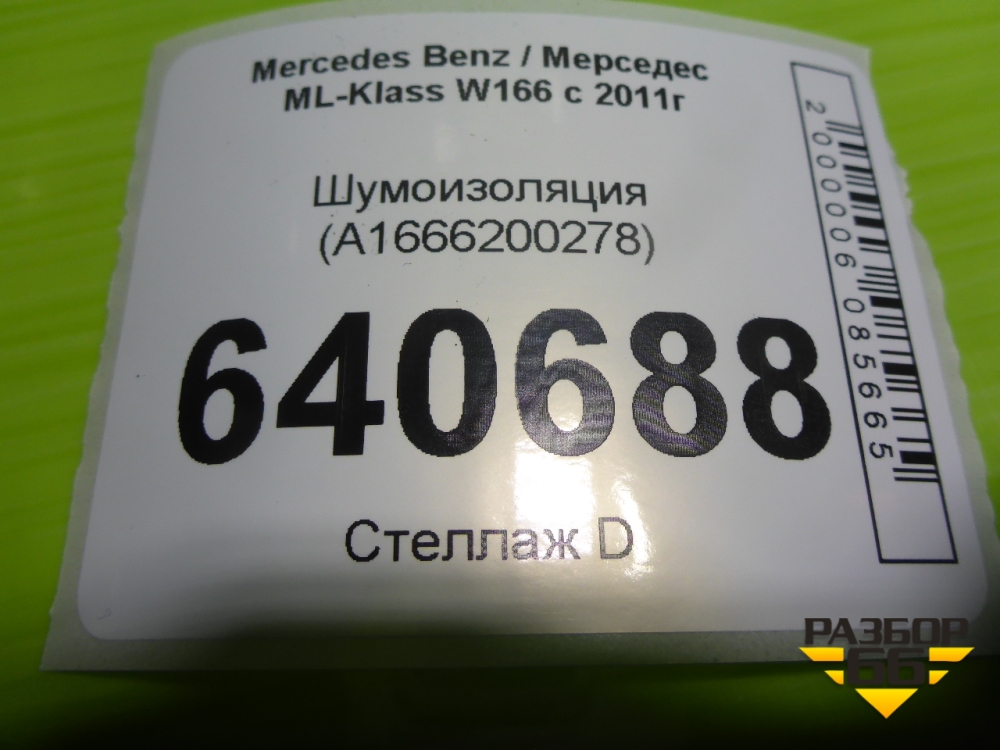 Mercedes Benz / Мерседес
ML-Klass W166 с 2011г
Шумоизоляция
(A1666200278)
640688
Стеллаж D
2000006085665
РАЗБОР
66